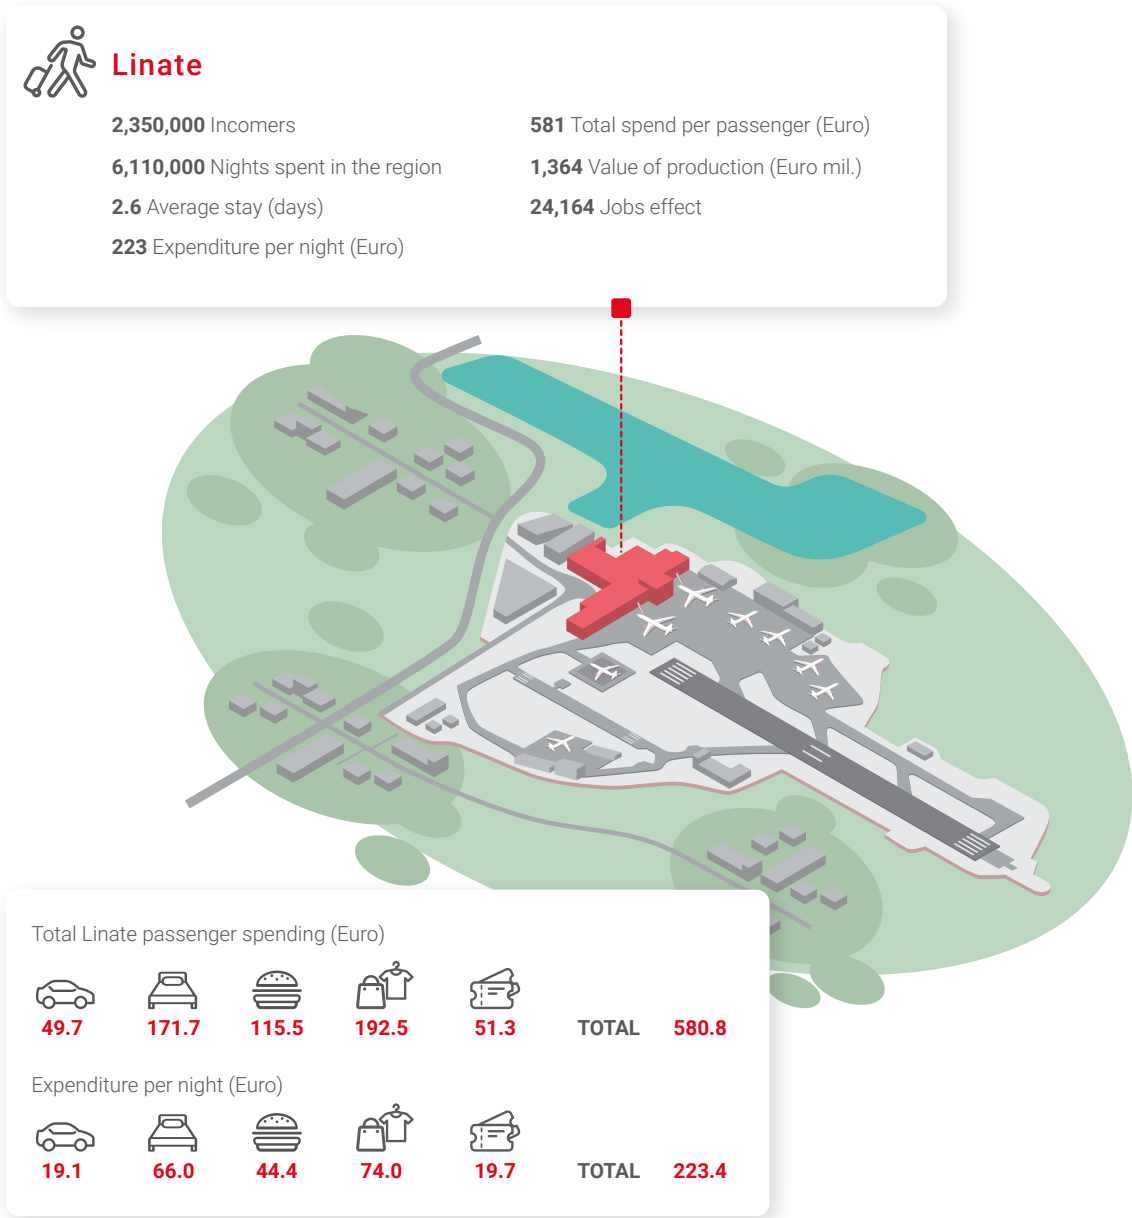 Linate
2,350,000 Incomers
6,110,000 Nights spent in the region
2.6 Average stay (days)
223 Expenditure per night (Euro)
581 Total spend per passenger (Euro)
1,364 Value of production (Euro mil.)
24,164 Jobs effect
Total Linate passenger spending (Euro)
49.7 171.7 115.5 192.5 51.3 TOTAL 580.8
Expenditure per night (Euro)
19.1 66.0 44.4 74.0 19.7 TOTAL 223.4